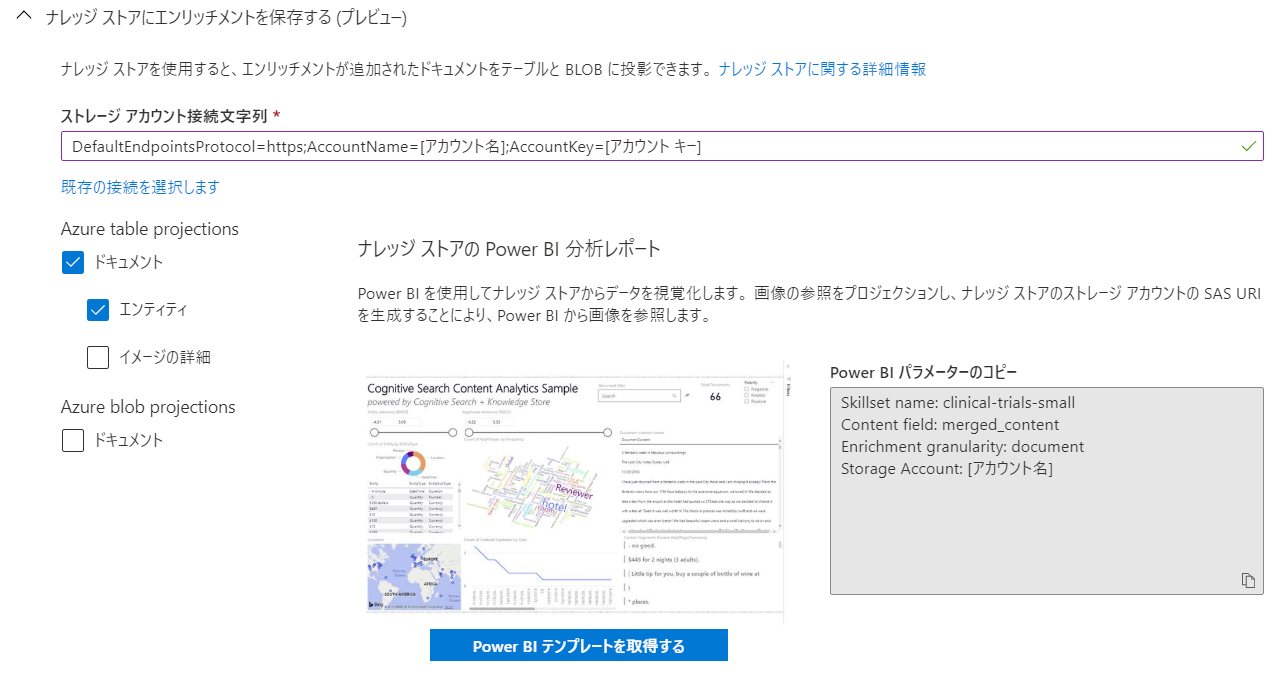 ナレッジ ストアにエンリッチメントを保存する (プレビュー)
ナレッジ ストアを使用すると、エンリッチメントが追加されたドキュメントをテーブルと BLOB に投影できます。ナレッジ ストアに関する詳細情報
ストレージ アカウント接続文字列 *
DefaultEndpointsProtocol=https;AccountName=[アカウント名];AccountKey=[アカウント キー]
既存の接続を選択します
Azure table projections
ドキュメント
エンティティ
イメージの詳細
Azure blob projections
ドキュメント
ナレッジ ストアの Power BI 分析レポート
Power BI を使用してナレッジ ストアからデータを視覚化します。画像の参照をプロジェクションし、ナレッジ ストアのストレージ アカウントの SAS URI
を生成することにより、Power BI から画像を参照します。
Cognitive Search Content Analytics Sample
powered by Cognitive Search + Knowledge Store
Search
66
Reviewer
hotel
EUROPE
AFRICA
SOUTH AMERICA
- no good.
$445 for 2 nights (3 adults).
( Little tip for you, buy a couple of bottle of wine at
)
* places.
Power BI テンプレートを取得する
Power BI パラメーターのコピー
Skillset name: clinical-trials-small
Content field: merged_content
Enrichment granularity: document
Storage Account: [アカウント名]